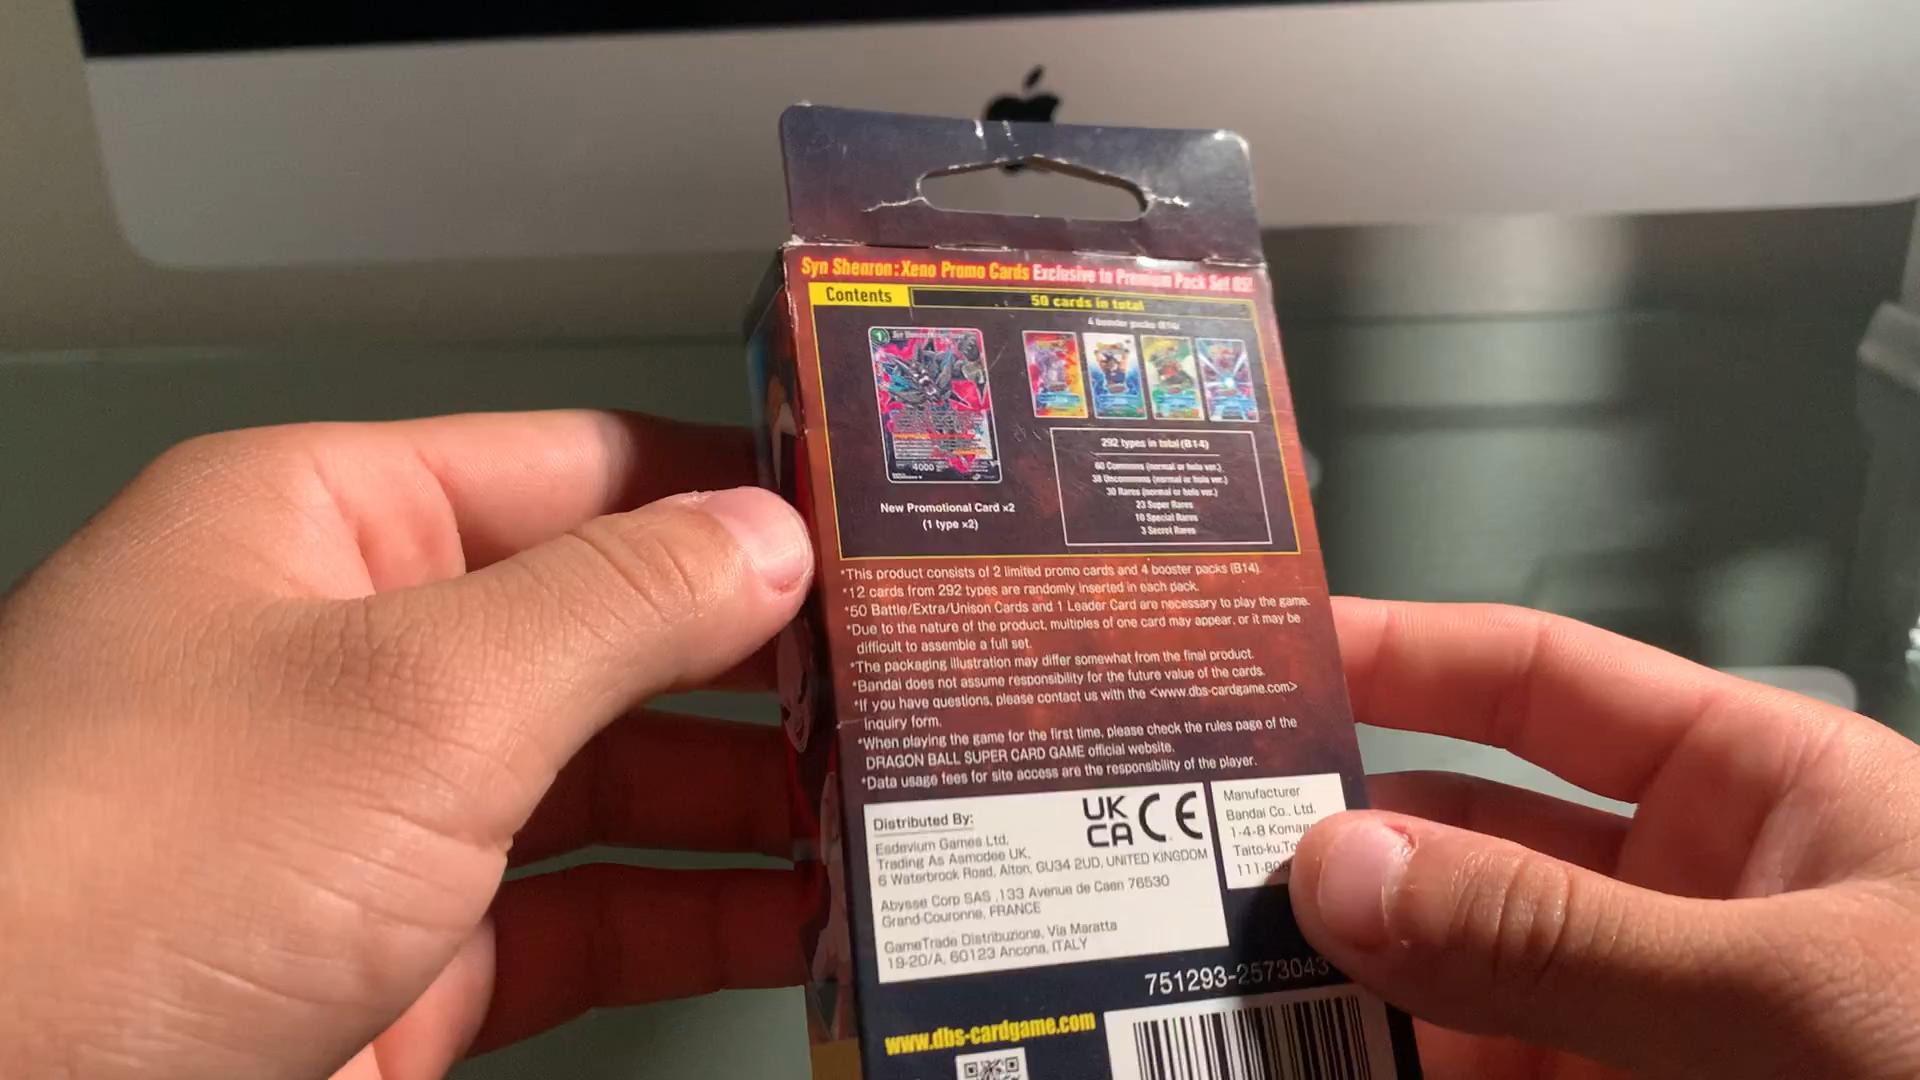 Syn Shenron: Xeno Promo Cards Exclusive to Premium Pack Set 05!
Contents
50 cards in total
4 booster packs (B14)
4000
New Promotional Card ×2
(1 type ×2)
292 types in total (B14)
60 Commons (normal or holo ver.)
38 Uncommons (normal or holo ver.)
30 Rares (normal or holo ver.)
23 Super Rares
10 Special Rares
3 Secret Rares
*This product consists of 2 limited promo cards and 4 booster packs (B14).
*12 cards from 292 types are randomly inserted in each pack.
*50 Battle/Extra/Unison Cards and 1 Leader Card are necessary to play the game.
*Due to the nature of the product, multiples of one card may appear, or it may be
difficult to assemble a full set.
*The packaging illustration may differ somewhat from the final product.
*Bandai does not assume responsibility for the future value of the cards.
*If you have questions, please contact us with the <www.dbs-cardgame.com>
inquiry form.
*When playing the game for the first time, please check the rules page of the
DRAGON BALL SUPER CARD GAME official website.
*Data usage fees for site access are the responsibility of the player.
Distributed By:
Esdevium Games Ltd,
Trading As Asmodee UK,
6 Waterbrook Road, Alton, GU34 2UD, UNITED KINGDOM
Abysse Corp SAS ,133 Avenue de Caen 76530
Grand-Couronne, FRANCE
GameTrade Distribuzione, Via Maratta
19-20/A, 60123 Ancona, ITALY
UK
CA
CE
Manufacturer
Bandai Co., Ltd.
1-4-8
Taito-ku,
751293-2573043
www.dbs-cardgame.com